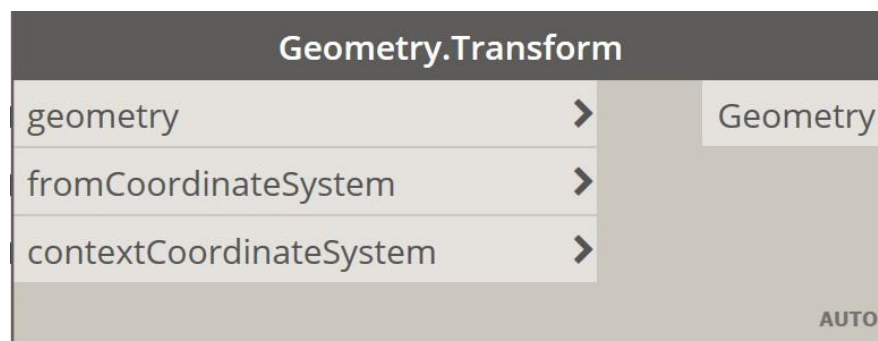 Geometry.Transform
geometry
Geometry
fromCoordinateSystem
contextCoordinateSystem
AUTO